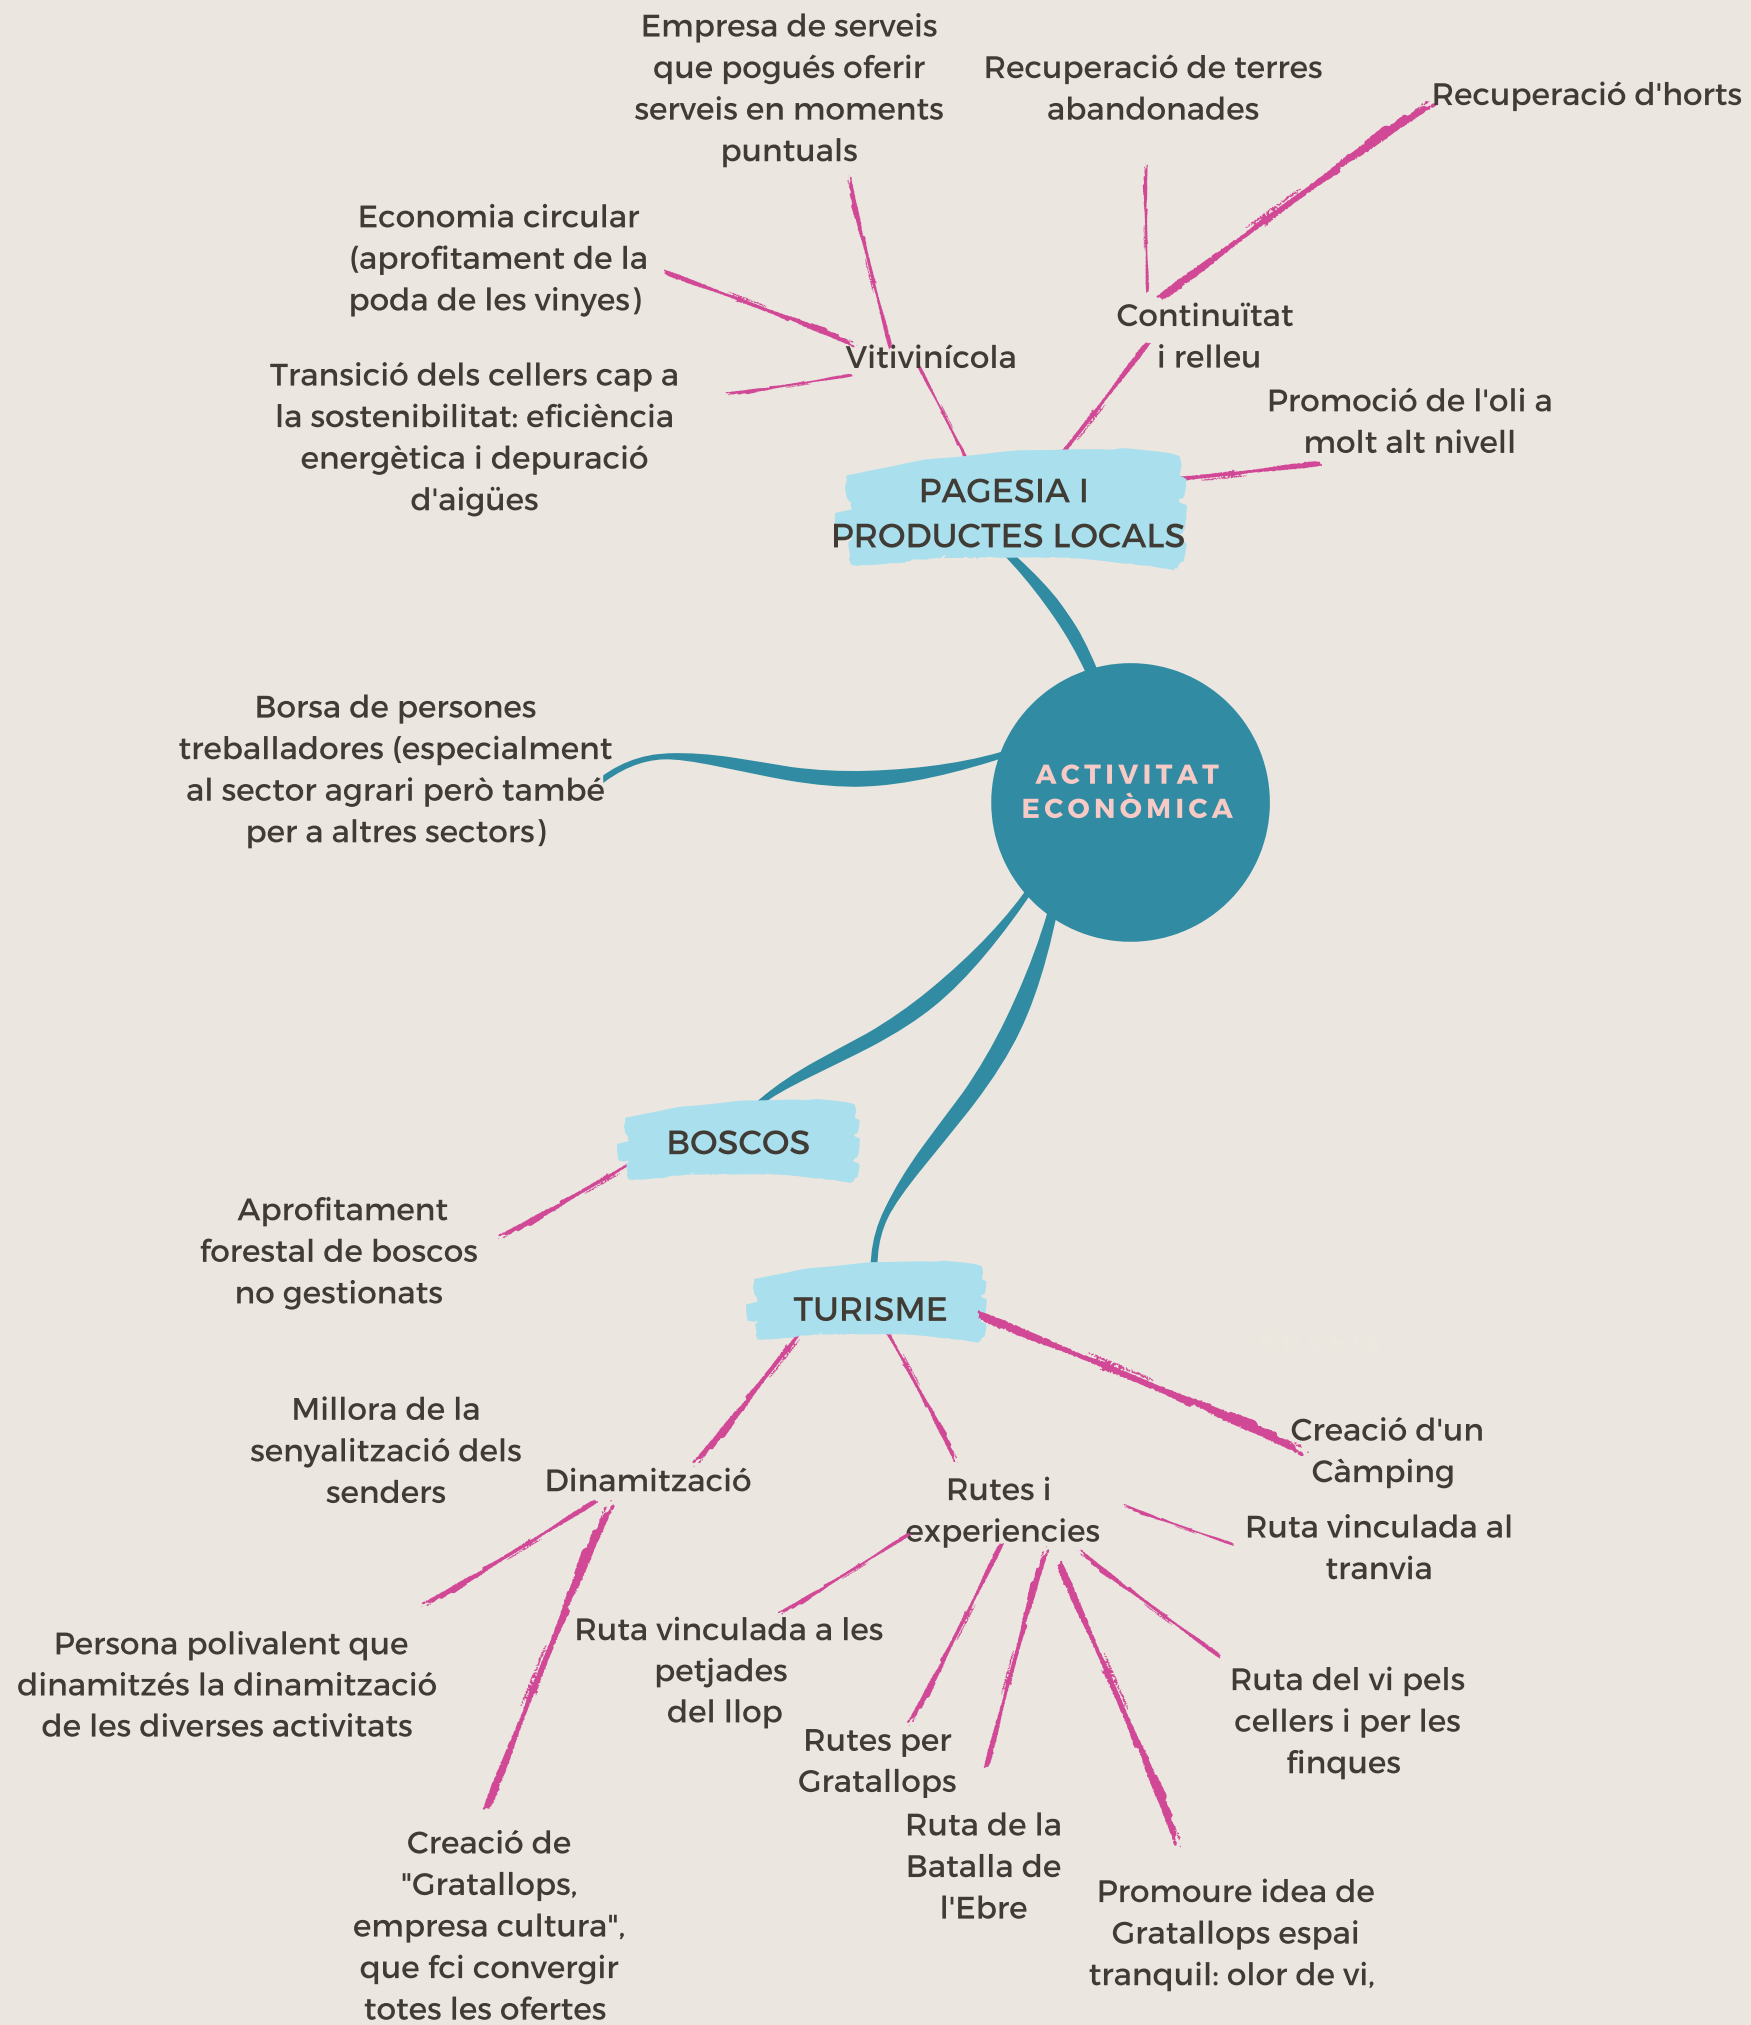 Empresa de serveis
que pogués oferir
serveis en moments
puntuals
Recuperació de terres
abandonades
Recuperació d'horts
Economia circular
(aprofitament de la
poda de les vinyes)
Vitivinícola
Continuïtat
i relleu
Transició dels cellers cap a
la sostenibilitat: eficiència
energètica i depuració
d'aigües
Promoció de l'oli a
molt alt nivell
PAGESIA I
PRODUCTES LOCALS
Borsa de persones
treballadores (especialment
al sector agrari però també
per a altres sectors)
ACTIVITAT
ECONÒMICA
BOSCOS
Aprofitament
forestal de boscos
no gestionats
TURISME
Millora de la
senyalització dels
senders
Dinamització
Rutes i
experiencies
Creació d'un
Càmping
Ruta vinculada al
tranvia
Persona polivalent que
dinamitzés la dinamització
de les diverses activitats
Ruta vinculada a les
petjades
del llop
Rutes per
Gratallops
Ruta del vi pels
cellers i per les
finques
Creació de
"Gratallops,
empresa cultura",
que fci convergir
totes les ofertes
Ruta de la
Batalla de
l'Ebre
Promoure idea de
Gratallops espai
tranquil: olor de vi,